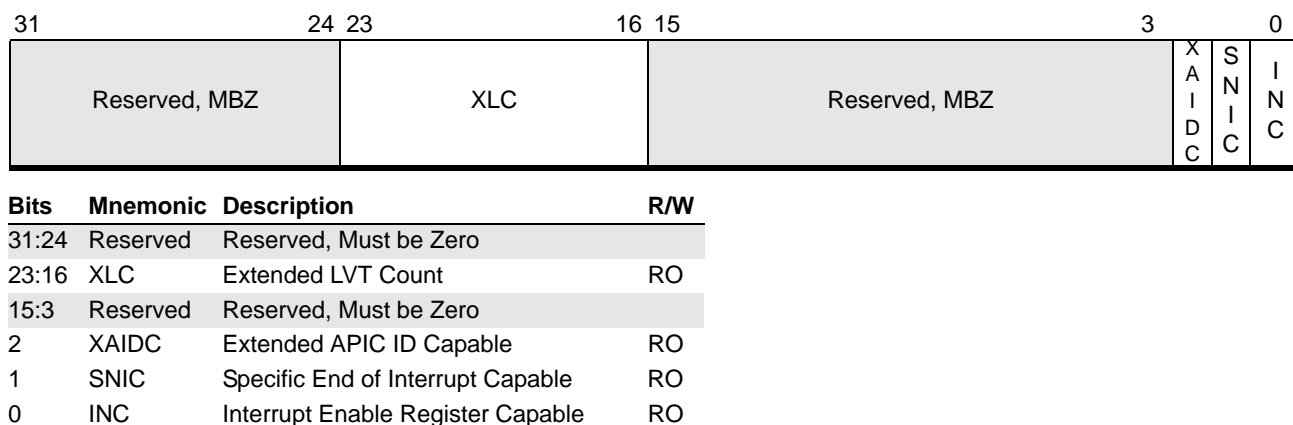 31 24 23 16 15 3 0
Reserved, MBZ XLC Reserved, MBZ XAIDC SNIC INC
Bits Mnemonic Description R/W
31:24 Reserved Reserved, Must be Zero
23:16 XLC Extended LVT Count RO
15:3 Reserved Reserved, Must be Zero
2 XAIDC Extended APIC ID Capable RO
1 SNIC Specific End of Interrupt Capable RO
0 INC Interrupt Enable Register Capable RO